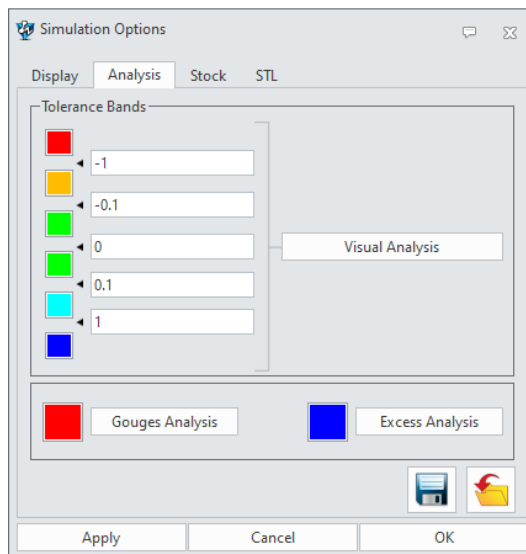 Simulation Options
Display Analysis Stock STL
Tolerance Bands
-1
-0.1
0
Visual Analysis
0.1
1
Gouges Analysis Excess Analysis
Apply Cancel OK